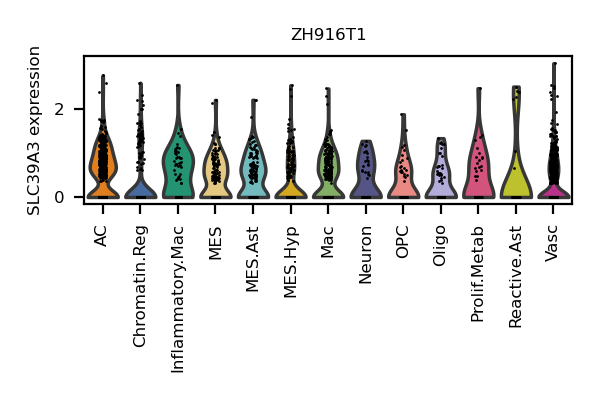 ZH916T1
SLC39A3 expression
2
0
AC
Chromatin.Reg
Inflammatory.Mac
MES
MES.Ast
MES.Hyp
Mac
Neuron
OPC
Oligo
Prolif.Metab
Reactive.Ast
Vasc